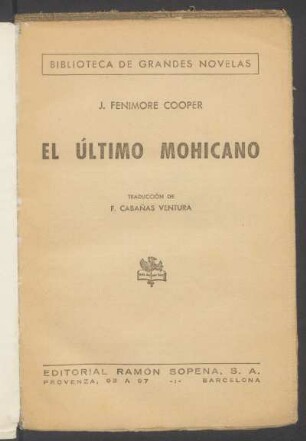 BIBLIOTECA DE GRANDES NOVELAS
J. FENIMORE COOPER
EL ÚLTIMO MOHICANO
TRADUCCIÓN DE
F. CABAÑAS VENTURA
EDITORIAL RAMÓN SOPENA, S. A.
PROVENZA, 93 A 97 -:- BARCELONA